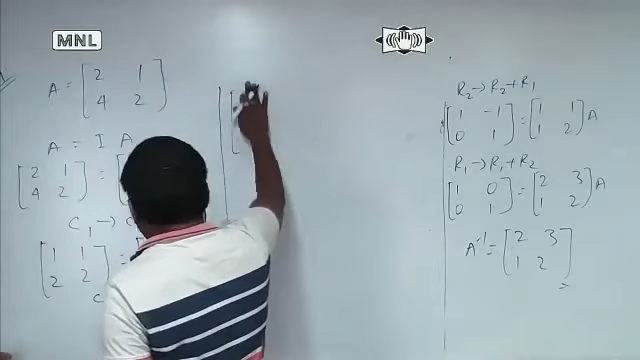 MNL
A = [ 2 1
4 2 ]
A = I A
[ 2 1
4 2 ] = [
C₁ → C
[ 1 1
2 2 ] = [
C
R₂ → R₂ + R₁
[ 1 -1
0 1 ] = [ 1 1
1 2 ] A
R₁ → R₁ + R₂
[ 1 0
0 1 ] = [ 2 3
1 2 ] A
A⁻¹ = [ 2 3
1 2 ]